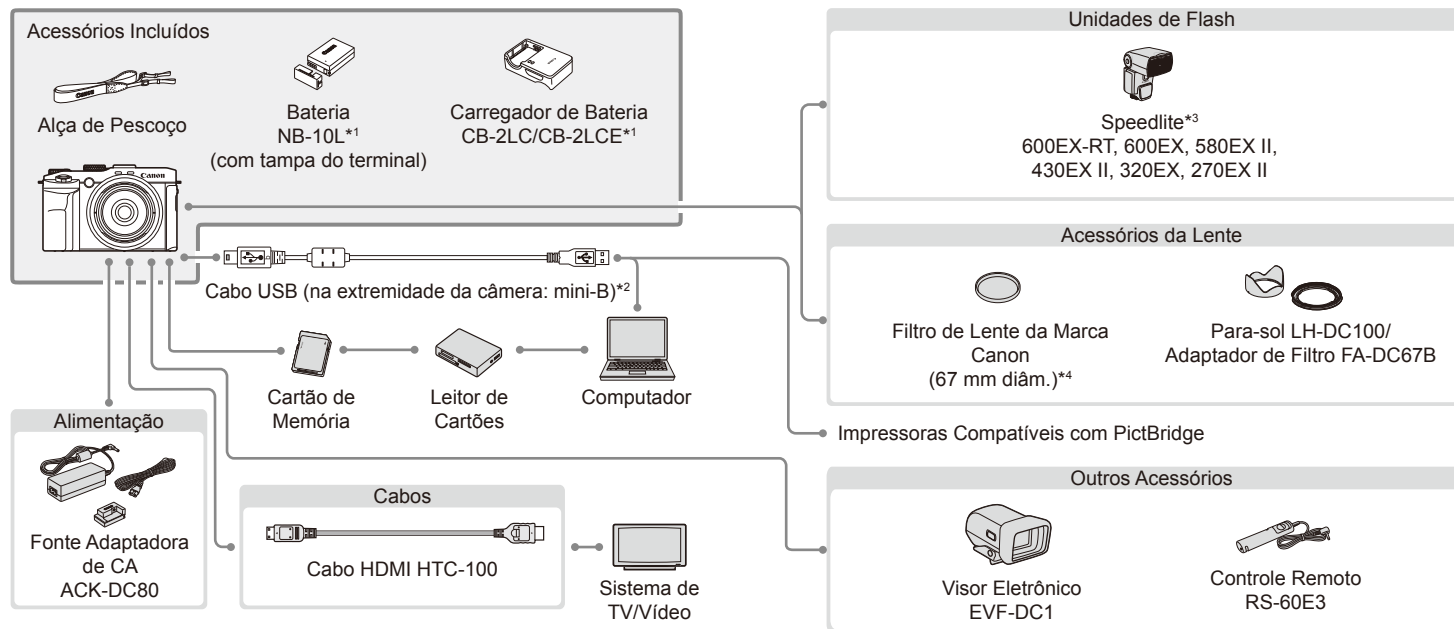 Acessórios Incluídos
Canon
Alça de Pescoço
Bateria
NB-10L*1
(com tampa do terminal)
Carregador de Bateria
CB-2LC/CB-2LCE*1
Canon
Unidades de Flash
Speedlite*3
600EX-RT, 600EX, 580EX II,
430EX II, 320EX, 270EX II
Cabo USB (na extremidade da câmera: mini-B)*2
Acessórios da Lente
Filtro de Lente da Marca
Canon
(67 mm diâm.)*4
Para-sol LH-DC100/
Adaptador de Filtro FA-DC67B
Cartão de
Memória
Leitor de
Cartões
Computador
Impressoras Compatíveis com PictBridge
Alimentação
Fonte Adaptadora
de CA
ACK-DC80
Cabos
Cabo HDMI HTC-100
Sistema de
TV/Vídeo
Outros Acessórios
Visor Eletrônico
EVF-DC1
Controle Remoto
RS-60E3